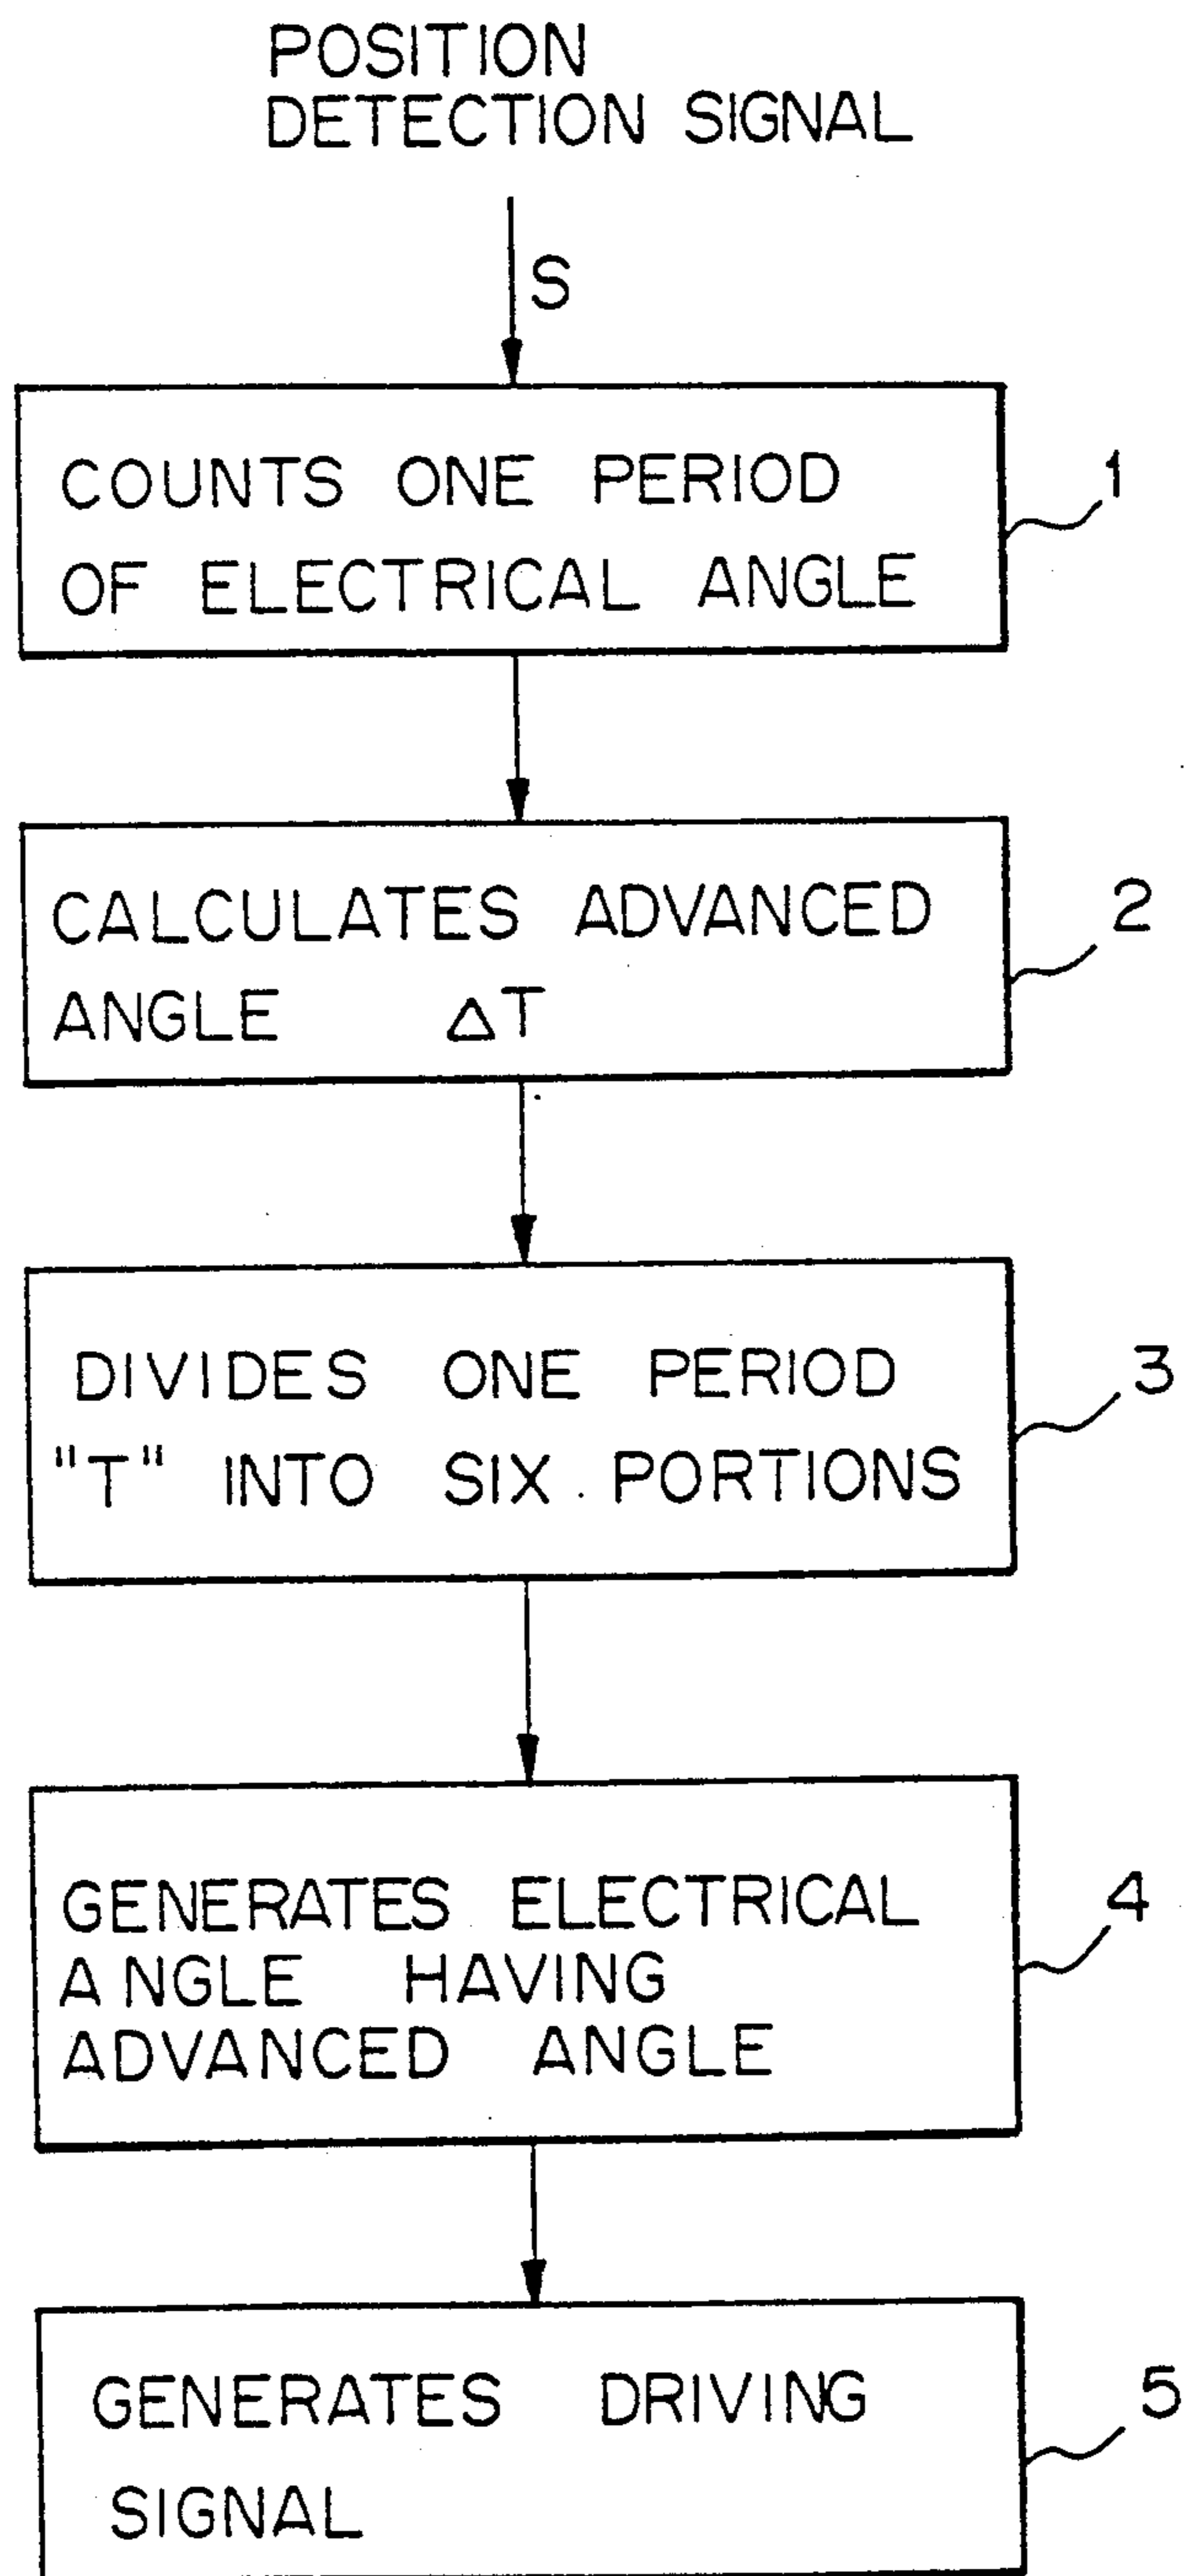 POSITION
DETECTION SIGNAL
S
COUNTS ONE PERIOD
OF ELECTRICAL ANGLE
1
CALCULATES ADVANCED
ANGLE ΔT
2
DIVIDES ONE PERIOD
"T" INTO SIX PORTIONS
3
GENERATES ELECTRICAL
ANGLE HAVING
ADVANCED ANGLE
4
GENERATES DRIVING
SIGNAL
5